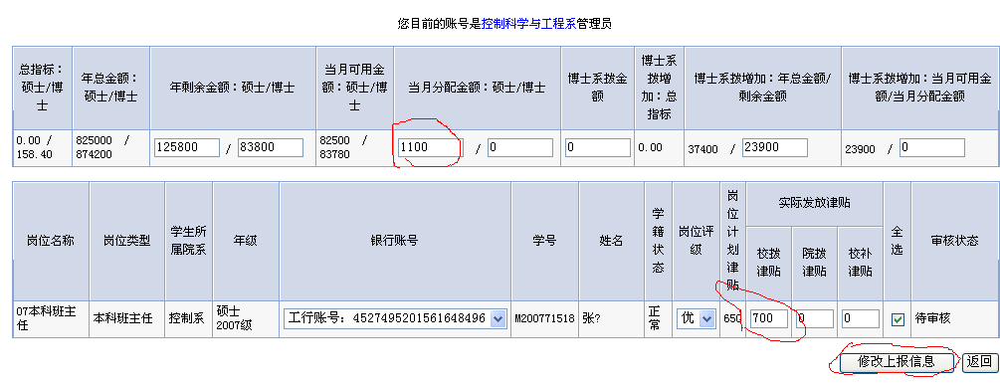 您目前的账号是控制科学与工程系管理员
总指标：硕士/博士
年总金额：硕士/博士
年剩余金额：硕士/博士
当月可用金额：硕士/博士
当月分配金额：硕士/博士
博士系拨金额
博士系拨增加：总指标
博士系拨增加：年总金额/剩余金额
博士系拨增加：当月可用金额/当月分配金额
0.00 / 158.40
825000 / 874200
125800 / 83800
82500 / 83780
1100 / 0
0
0.00
37400 / 23900
23900 / 0
岗位名称
岗位类型
学生所属院系
年级
银行账号
学号
姓名
学籍状态
岗位评级
岗位计划津贴
实际发放津贴
校拨津贴
院拨津贴
校补津贴
全选
审核状态
07本科班主任
本科班主任
控制系
硕士2007级
工行账号：4527495201561648496
M200771518
张?
正常
优
650
700
0
0
待审核
修改上报信息
返回